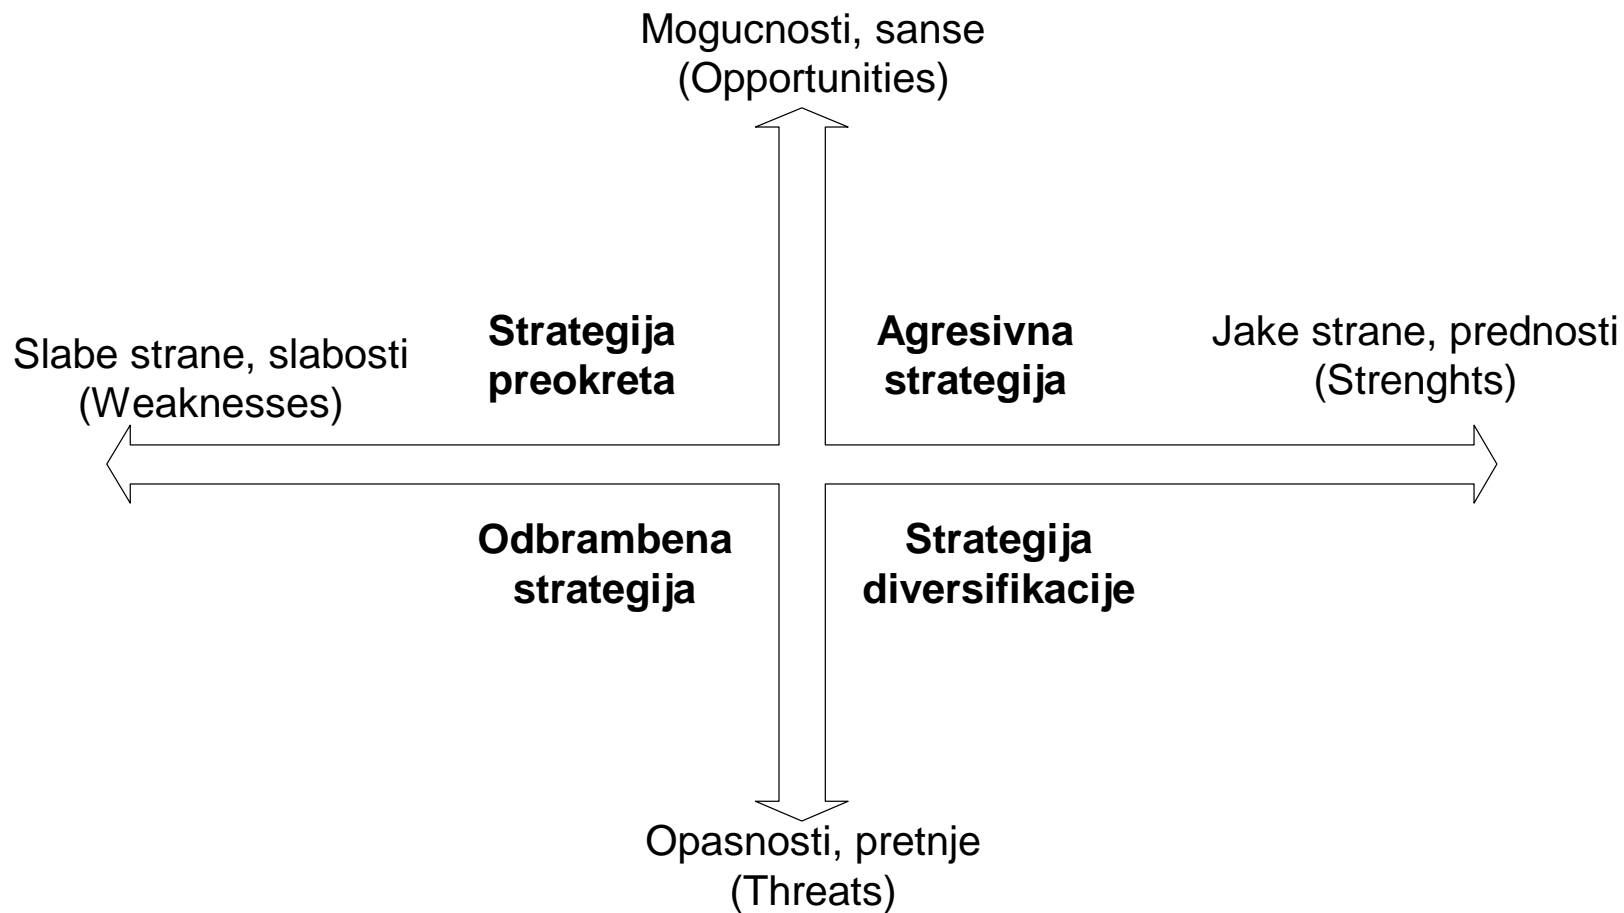 Mogucnosti, sanse
(Opportunities)
Strategija
preokreta
Agresivna
strategija
Jake strane, prednosti
(Strenghts)
Slabe strane, slabosti
(Weaknesses)
Odbrambena
strategija
Strategija
diversifikacije
Opasnosti, pretnje
(Threats)